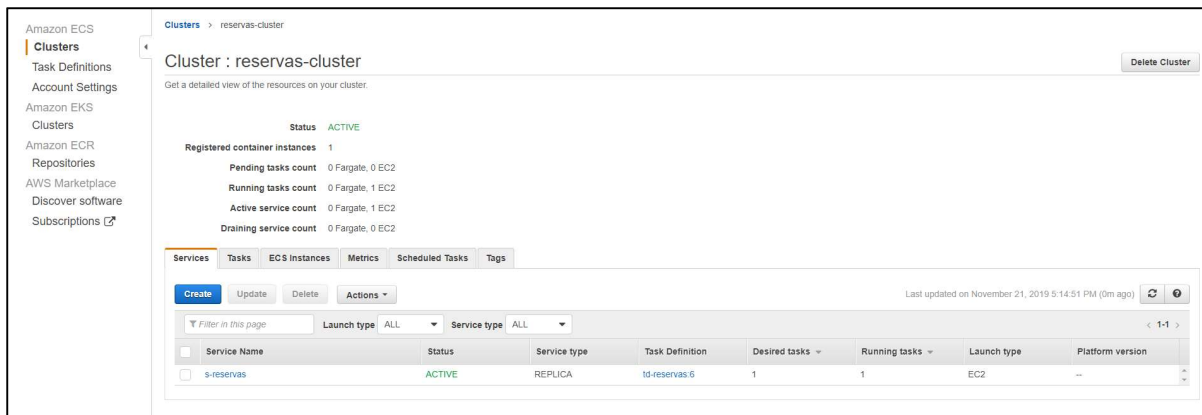 Amazon ECS
Clusters
Task Definitions
Account Settings
Amazon EKS
Clusters
Amazon ECR
Repositories
AWS Marketplace
Discover software
Subscriptions
Clusters > reservas-cluster
Cluster : reservas-cluster
Delete Cluster
Get a detailed view of the resources on your cluster.
Status ACTIVE
Registered container instances 1
Pending tasks count 0 Fargate, 0 EC2
Running tasks count 0 Fargate, 1 EC2
Active service count 0 Fargate, 1 EC2
Draining service count 0 Fargate, 0 EC2
Services Tasks ECS Instances Metrics Scheduled Tasks Tags
Create Update Delete Actions Last updated on November 21, 2019 5:14:51 PM (0m ago)
Filter in this page Launch type ALL Service type ALL < 1-1 >
Service Name Status Service type Task Definition Desired tasks Running tasks Launch type Platform version
s-reservas ACTIVE REPLICA td-reservas:6 1 1 EC2 --